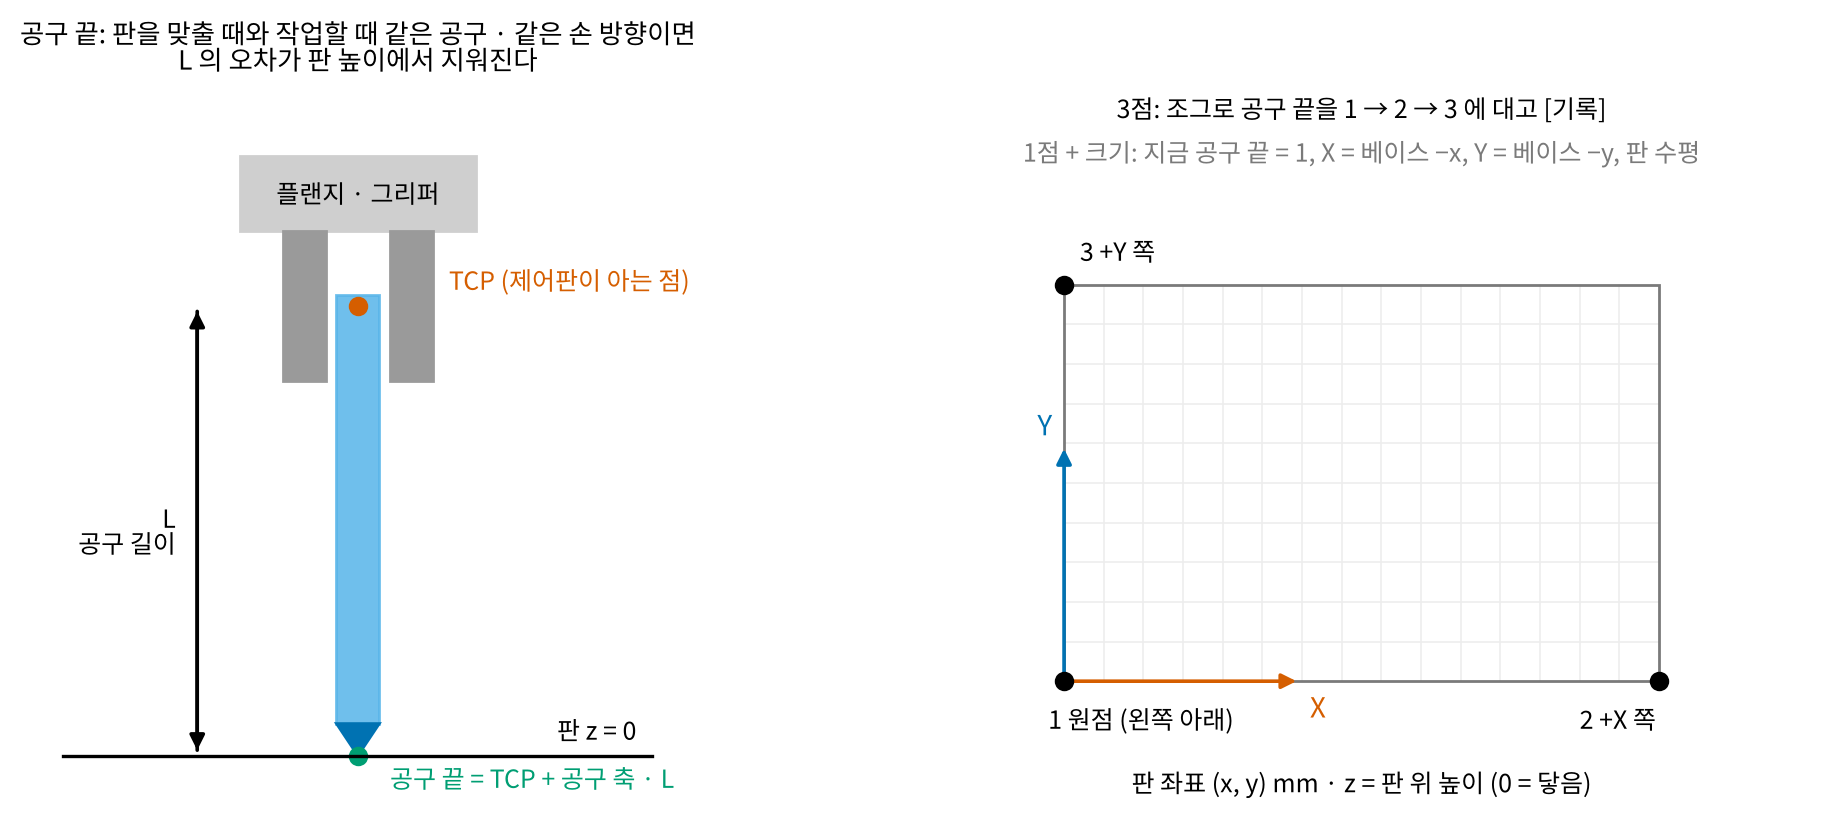 공구 끝: 판을 맞출 때와 작업할 때 같은 공구 · 같은 손 방향이면
L 의 오차가 판 높이에서 지워진다
플랜지 · 그리퍼
TCP (제어판이 아는 점)
L
공구 길이
판 z = 0
공구 끝 = TCP + 공구 축 · L
3점: 조그로 공구 끝을 1 → 2 → 3 에 대고 [기록]
1점 + 크기: 지금 공구 끝 = 1, X = 베이스 −x, Y = 베이스 −y, 판 수평
3 +Y 쪽
Y
X
1 원점 (왼쪽 아래)
2 +X 쪽
판 좌표 (x, y) mm · z = 판 위 높이 (0 = 닿음)